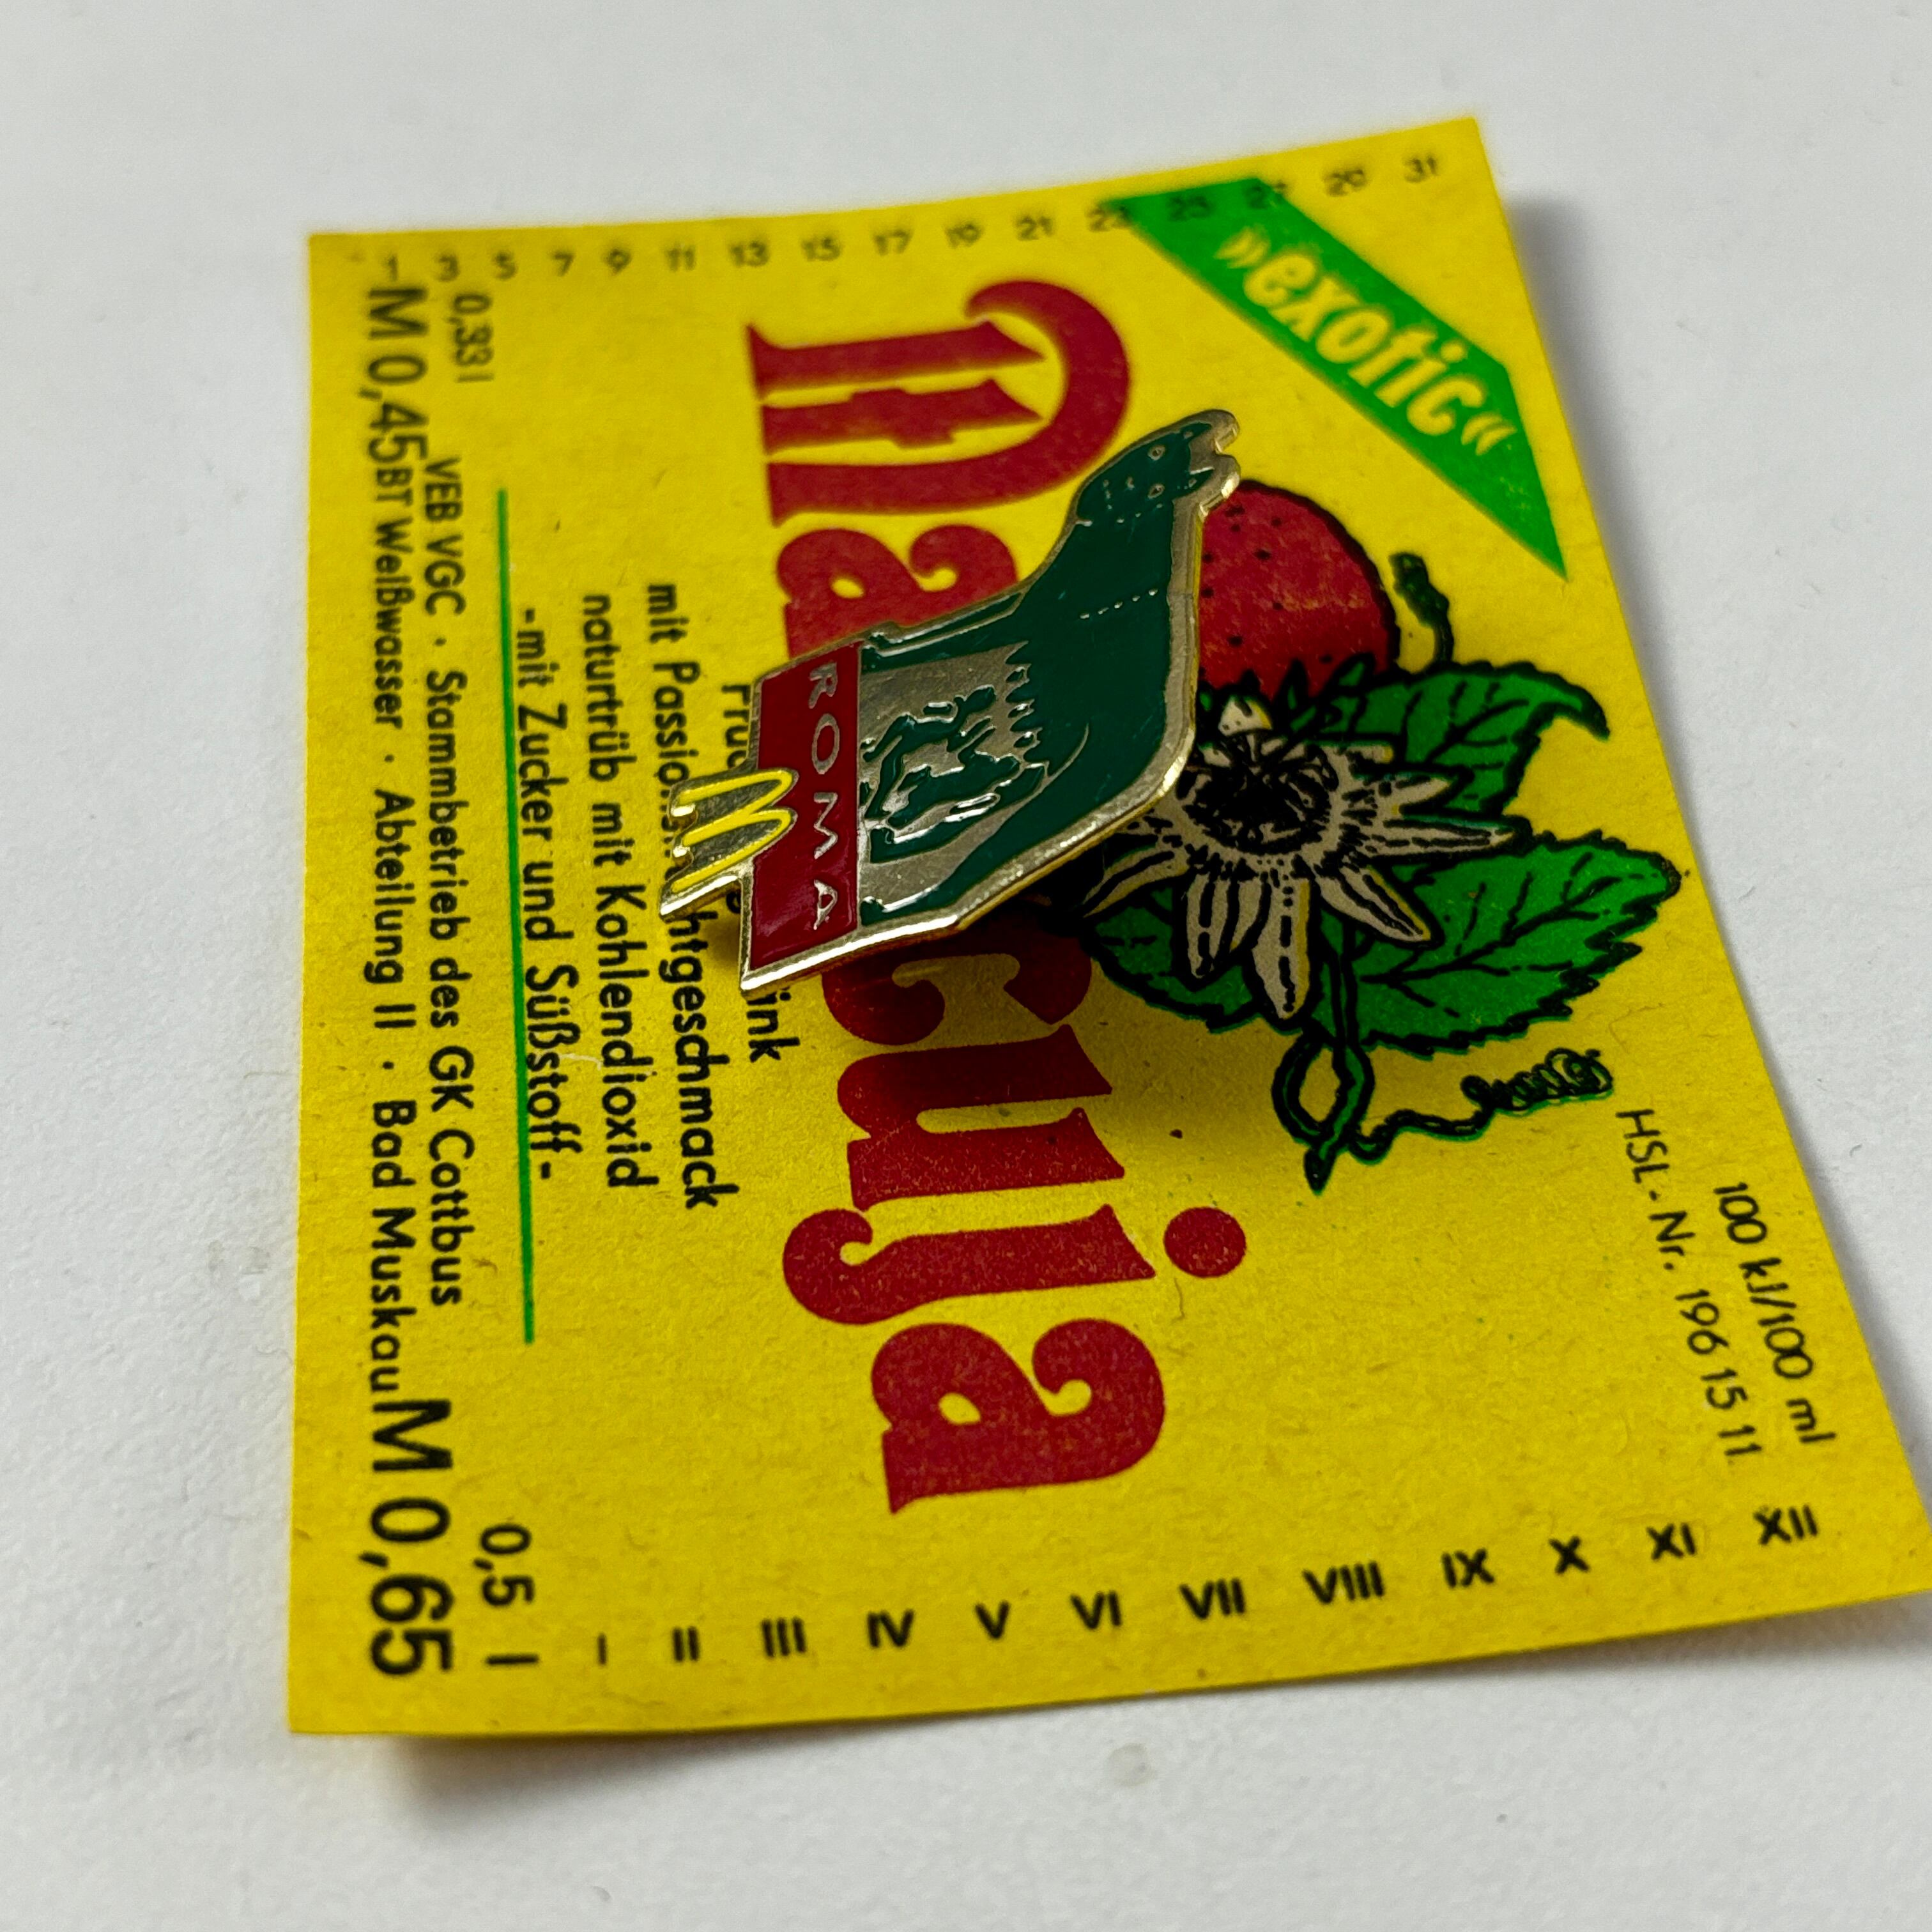 1 3 5 7 9 11 13 15 17 19 21 23 25 27 29 31
»exotic«
100 kJ/100 ml
HSL-Nr. 196 15 11
ROMA
mit htgeschmack
naturtrüb mit Kohlendioxid
-mit Zucker und Süßstoff-
0,33 l
M 0,45
VEB VGC · Stammbetrieb des GK Cottbus
BT Weißwasser · Abteilung II · Bad Muskau
0,5 l
M 0,65
I II III IV V VI VII VIII IX X XI XII